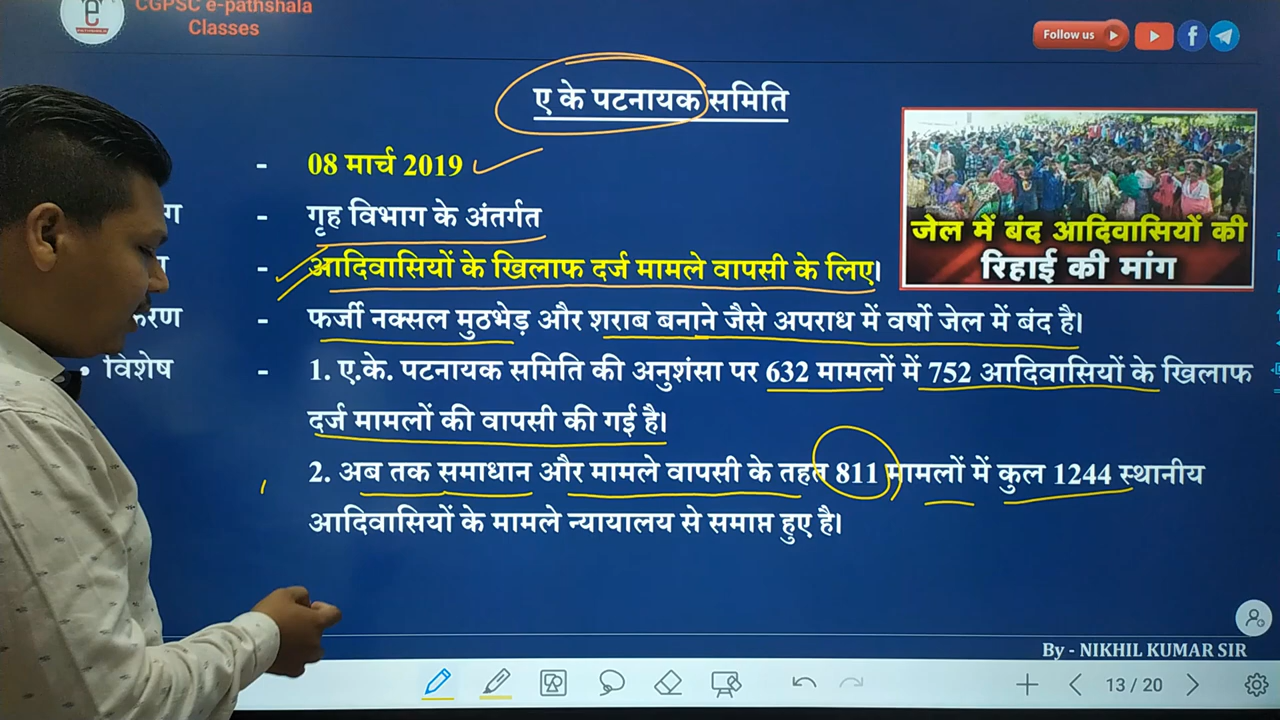 CGPSC e-pathshala
Classes
Follow us
ए के पटनायक समिति
- 08 मार्च 2019
- गृह विभाग के अंतर्गत
- आदिवासियों के खिलाफ दर्ज मामले वापसी के लिए।
जेल में बंद आदिवासियों की
रिहाई की मांग
- फर्जी नक्सल मुठभेड़ और शराब बनाने जैसे अपराध में वर्षो जेल में बंद है।
• विशेष - 1. ए.के. पटनायक समिति की अनुशंसा पर 632 मामलों में 752 आदिवासियों के खिलाफ
दर्ज मामलों की वापसी की गई है।
2. अब तक समाधान और मामले वापसी के तहत 811 मामलों में कुल 1244 स्थानीय
आदिवासियों के मामले न्यायालय से समाप्त हुए है।
By - NIKHIL KUMAR SIR
13 / 20